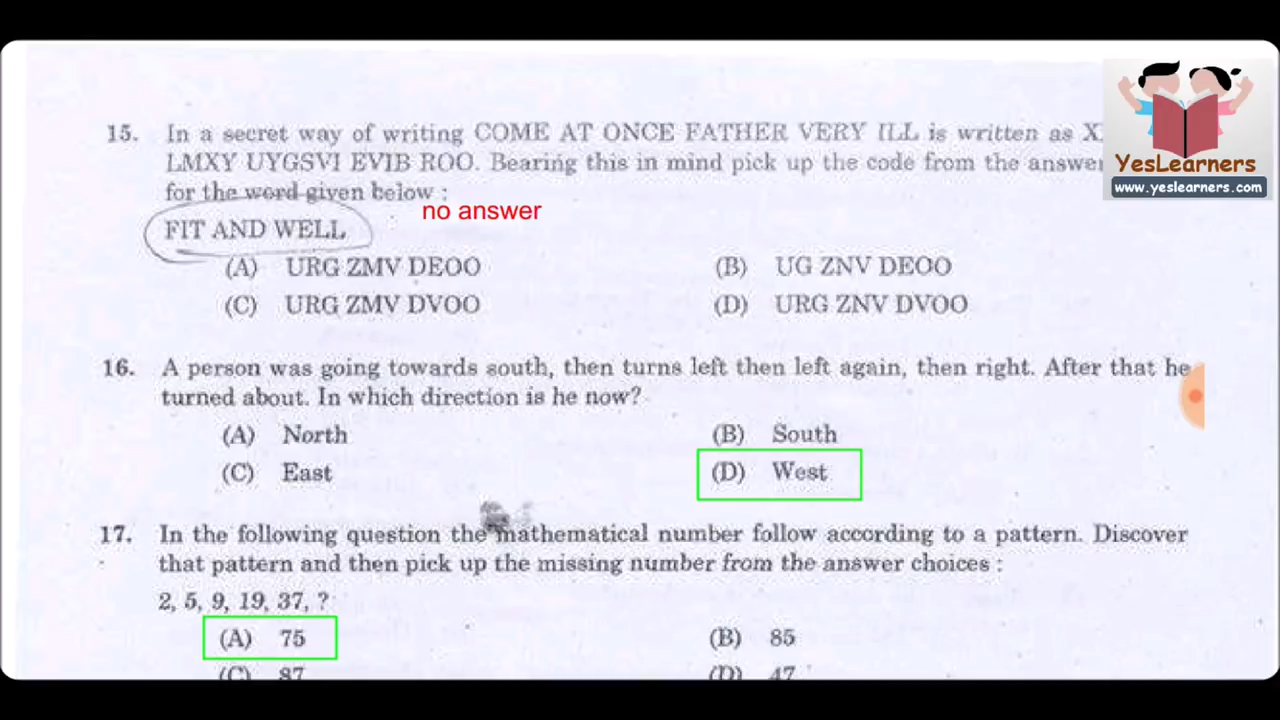 15. In a secret way of writing COME AT ONCE FATHER VERY ILL is written as
LMXY UYGSVI EVIB ROO. Bearing this in mind pick up the code from the answer
for the word given below :
no answer
FIT AND WELL
(A) URG ZMV DEOO (B) UG ZNV DEOO
(C) URG ZMV DVOO (D) URG ZNV DVOO
16. A person was going towards south, then turns left then left again, then right. After that he
turned about. In which direction is he now?
(A) North (B) South
(C) East (D) West
17. In the following question the mathematical number follow according to a pattern. Discover
that pattern and then pick up the missing number from the answer choices :
2, 5, 9, 19, 37, ?
(A) 75 (B) 85
(C) 87 (D) 47
YesLearners
www.yeslearners.com